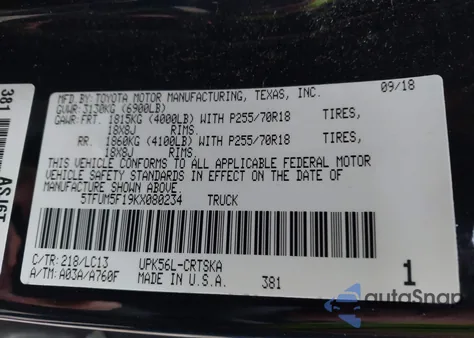 MFD.BY: TOYOTA MOTOR MANUFACTURING, TEXAS, INC. 09/18
GVWR: 3130KG (6900LB)
GAWR: FRT. 1815KG (4000LB) WITH P255/70R18 TIRES,
18X8J RIMS.
RR. 1860KG (4100LB) WITH P255/70R18 TIRES,
18X8J RIMS.
THIS VEHICLE CONFORMS TO ALL APPLICABLE FEDERAL MOTOR
VEHICLE SAFETY STANDARDS IN EFFECT ON THE DATE OF
MANUFACTURE SHOWN ABOVE.
5TFUM5F19KX080234 TRUCK
C/TR: 218/LC13 UPK56L-CRTSKA
A/TM: A03A/A760F MADE IN U.S.A. 381 1
381
autoSnap